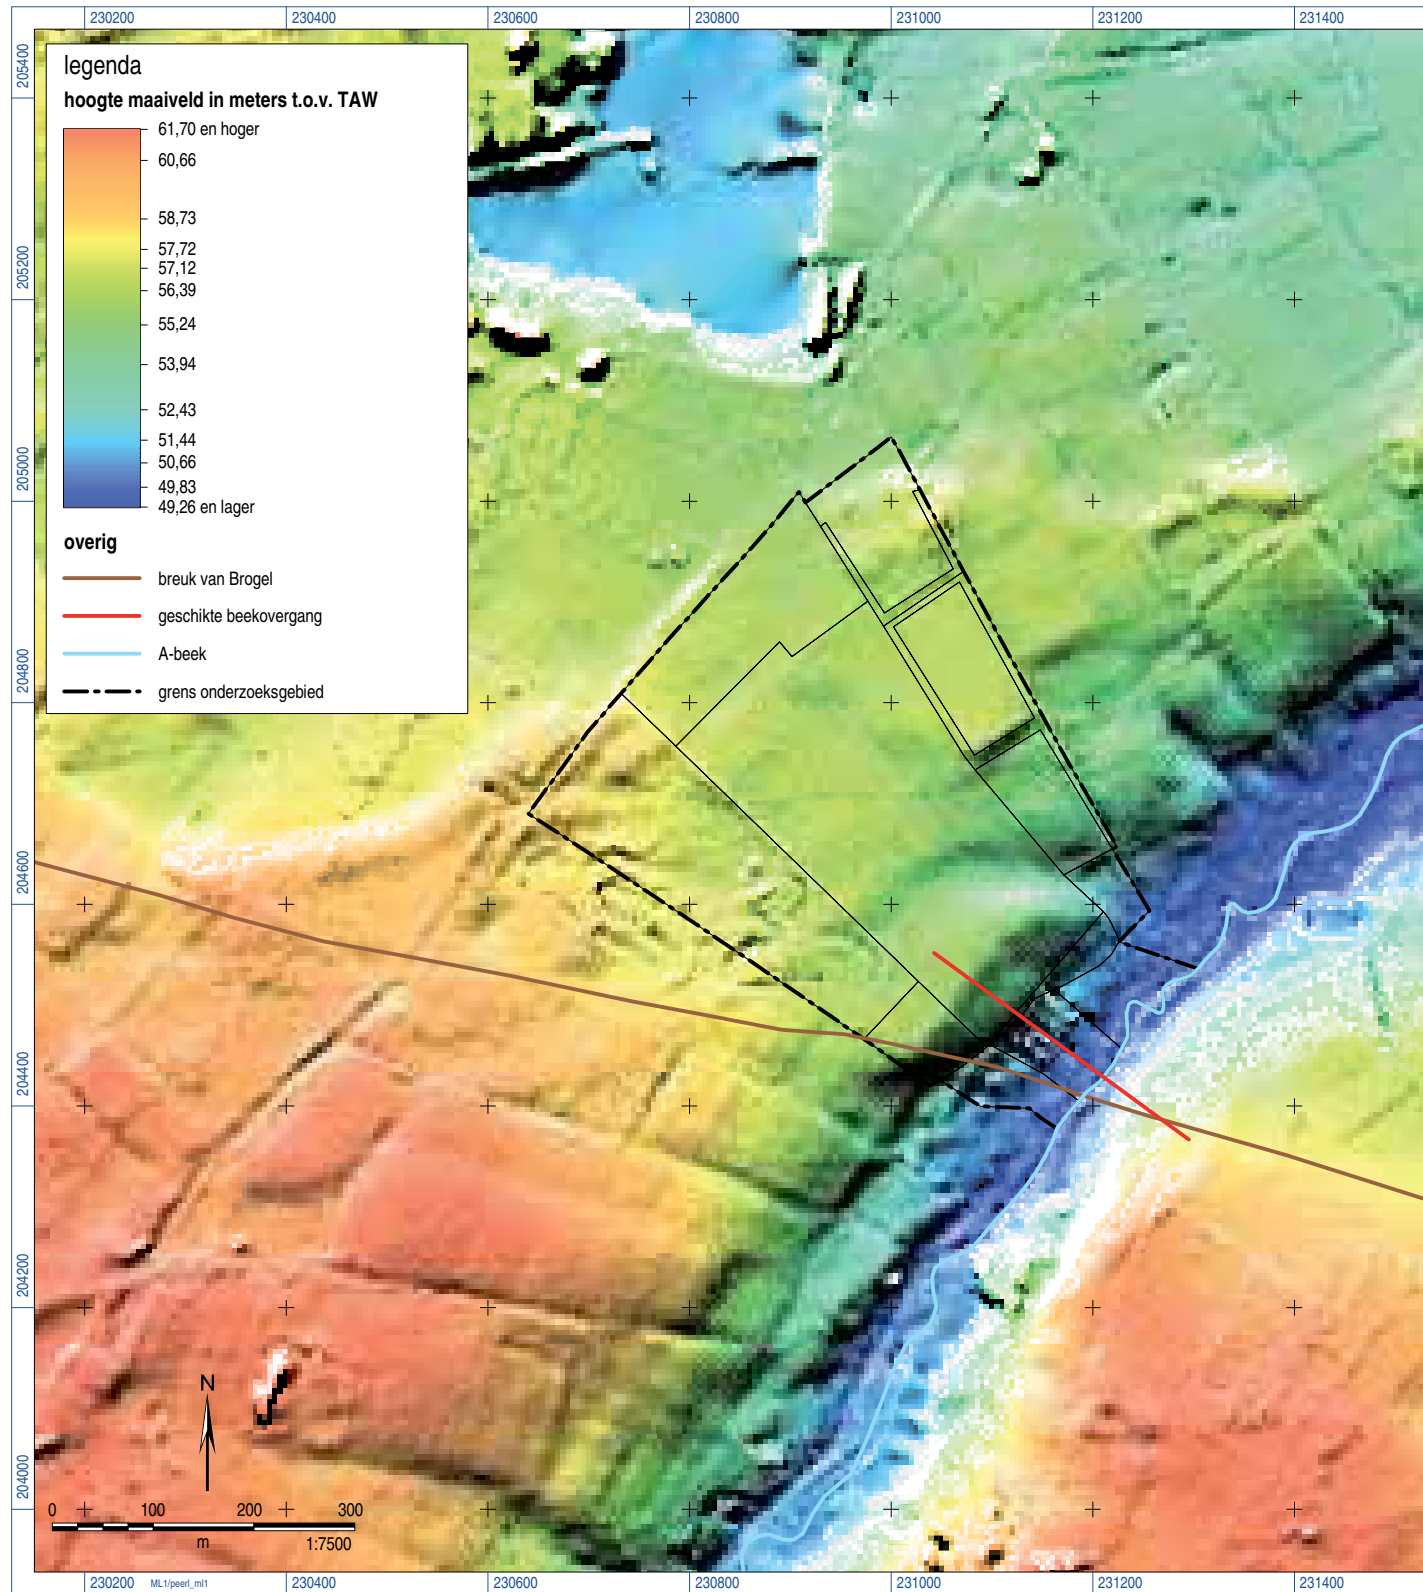 230200 230400 230600 230800 231000 231200 231400
205400
205200
205000
204800
204600
204400
204200
204000
legenda
hoogte maaiveld in meters t.o.v. TAW
61,70 en hoger
60,66
58,73
57,72
57,12
56,39
55,24
53,94
52,43
51,44
50,66
49,83
49,26 en lager
overig
breuk van Brogel
geschikte beekovergang
A-beek
grens onderzoeksgebied
N
0 100 200 300
m 1:7500
230200 ML1/peerl_ml1 230400 230600 230800 231000 231200 231400